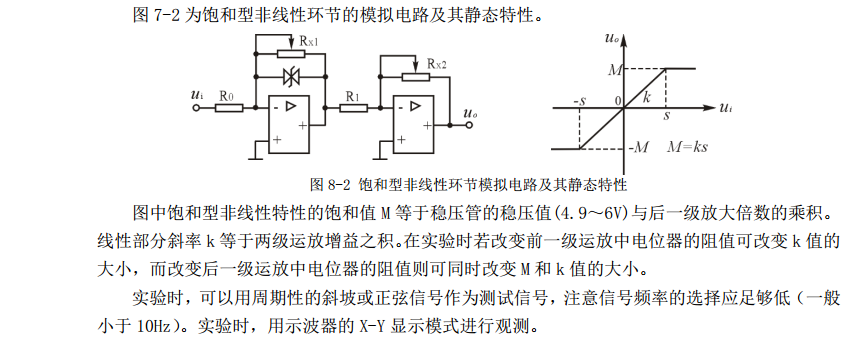 图 7-2 为饱和型非线性环节的模拟电路及其静态特性。
Rx1
Rx2
ui
R0
R1
uo
- ▷
+ +
- ▷
+ +
uo
M
-s
0
k
s
ui
-M
M=ks
图 8-2 饱和型非线性环节模拟电路及其静态特性
图中饱和型非线性特性的饱和值 M 等于稳压管的稳压值(4.9～6V)与后一级放大倍数的乘积。
线性部分斜率 k 等于两级运放增益之积。在实验时若改变前一级运放中电位器的阻值可改变 k 值的
大小，而改变后一级运放中电位器的阻值则可同时改变 M 和 k 值的大小。
实验时，可以用周期性的斜坡或正弦信号作为测试信号，注意信号频率的选择应足够低（一般
小于 10Hz）。实验时，用示波器的 X-Y 显示模式进行观测。